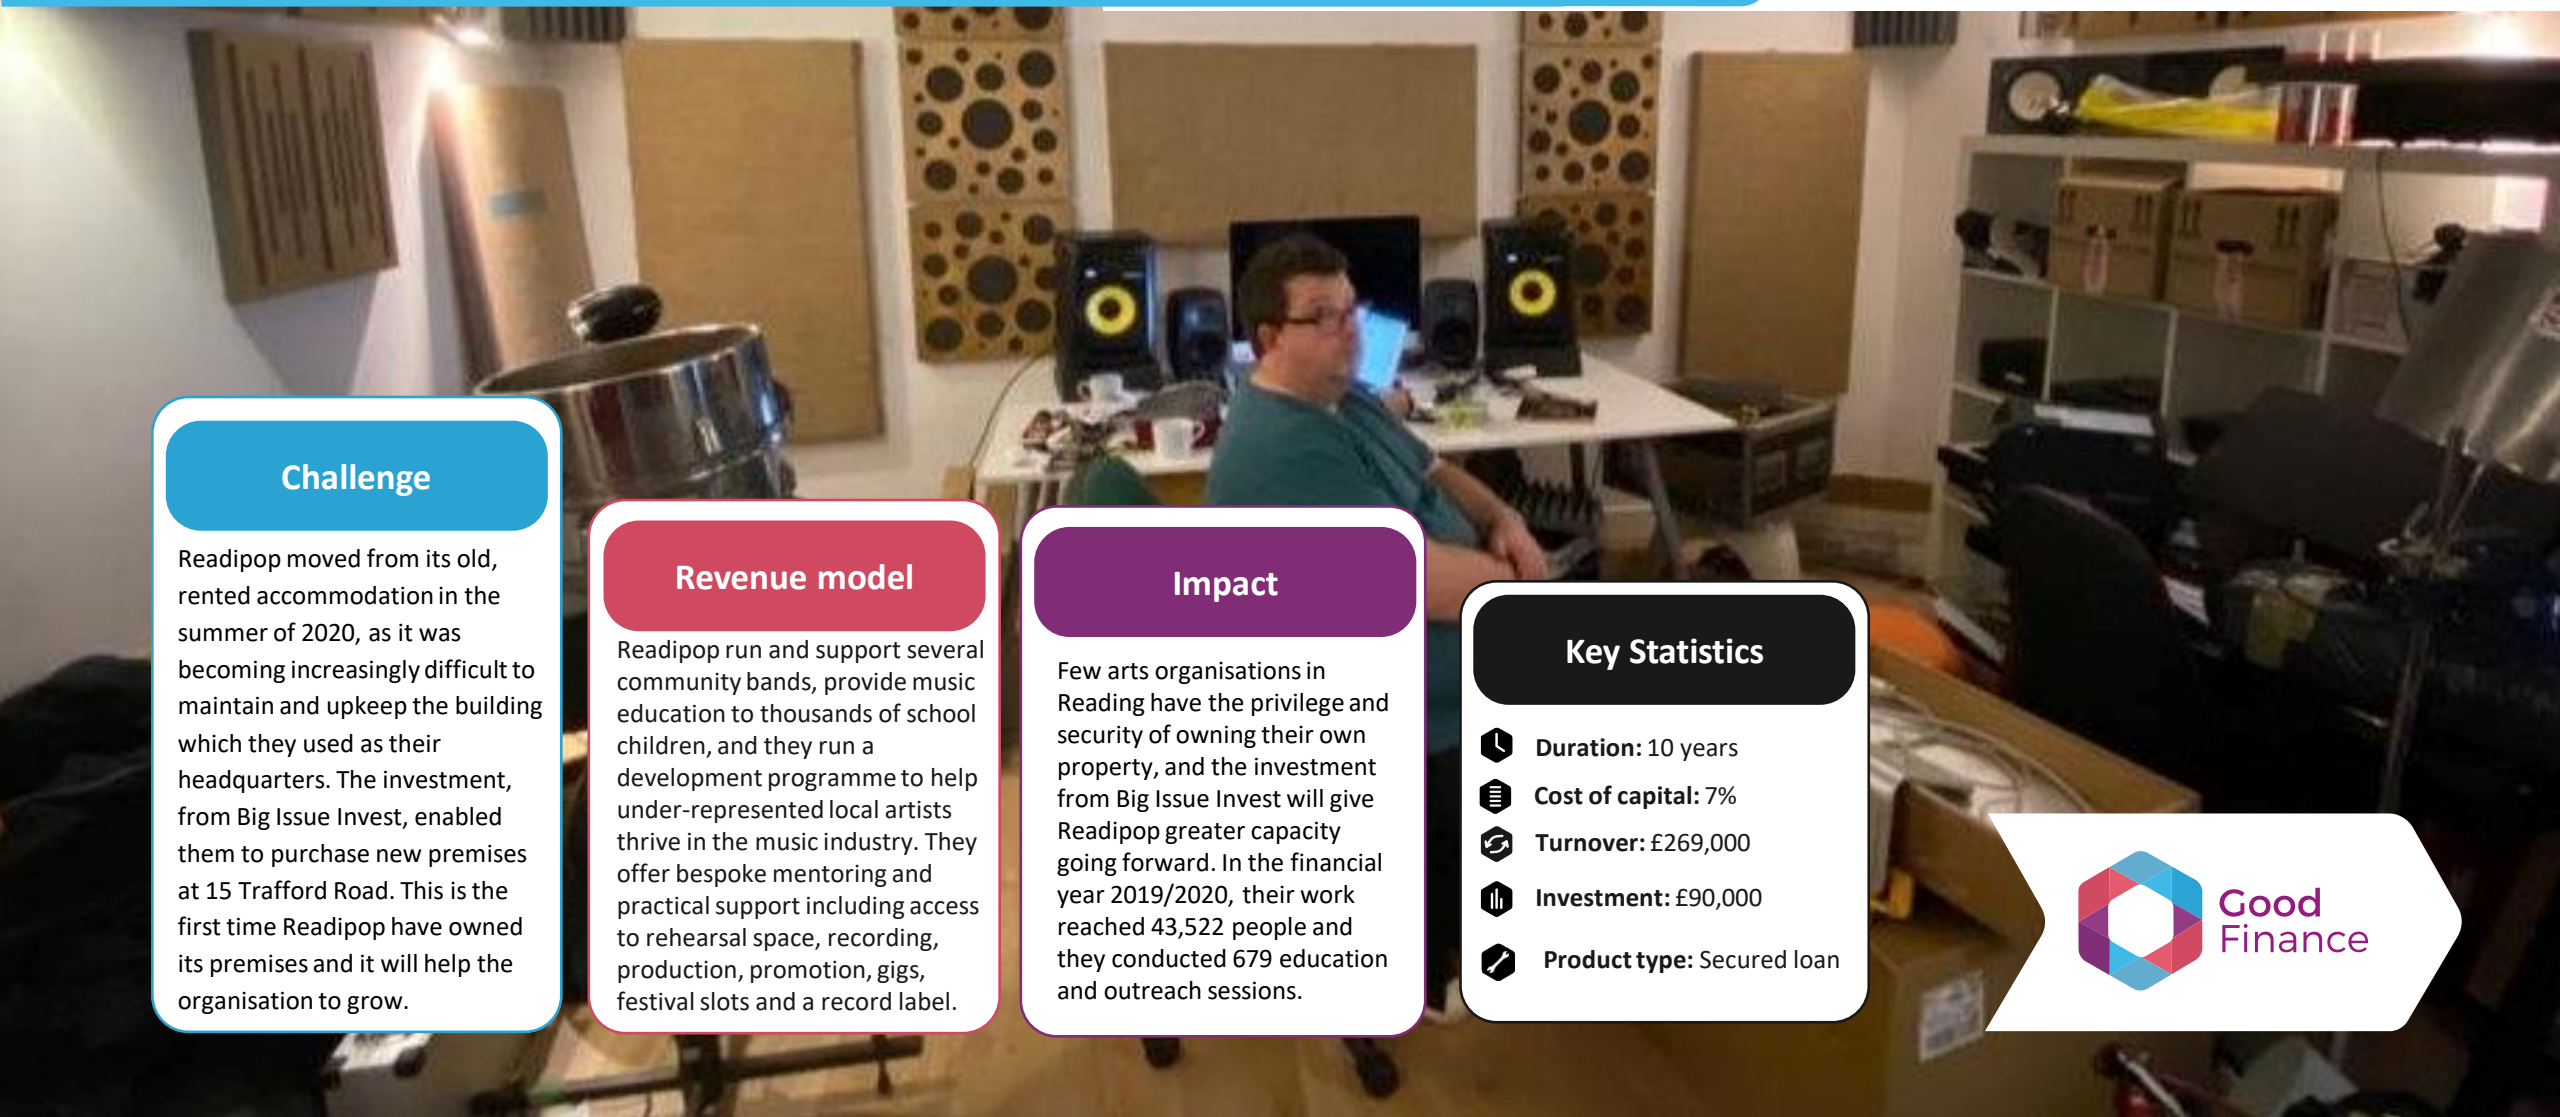 Challenge
Readipop moved from its old,
rented accommodation in the
summer of 2020, as it was
becoming increasingly difficult to
maintain and upkeep the building
which they used as their
headquarters. The investment,
from Big Issue Invest, enabled
them to purchase new premises
at 15 Trafford Road. This is the
first time Readipop have owned
its premises and it will help the
organisation to grow.
Revenue model
Readipop run and support several
community bands, provide music
education to thousands of school
children, and they run a
development programme to help
under-represented local artists
thrive in the music industry. They
offer bespoke mentoring and
practical support including access
to rehearsal space, recording,
production, promotion, gigs,
festival slots and a record label.
Impact
Few arts organisations in
Reading have the privilege and
security of owning their own
property, and the investment
from Big Issue Invest will give
Readipop greater capacity
going forward. In the financial
year 2019/2020, their work
reached 43,522 people and
they conducted 679 education
and outreach sessions.
Key Statistics
Duration: 10 years
Cost of capital: 7%
Turnover: £269,000
Investment: £90,000
Product type: Secured loan
Good
Finance